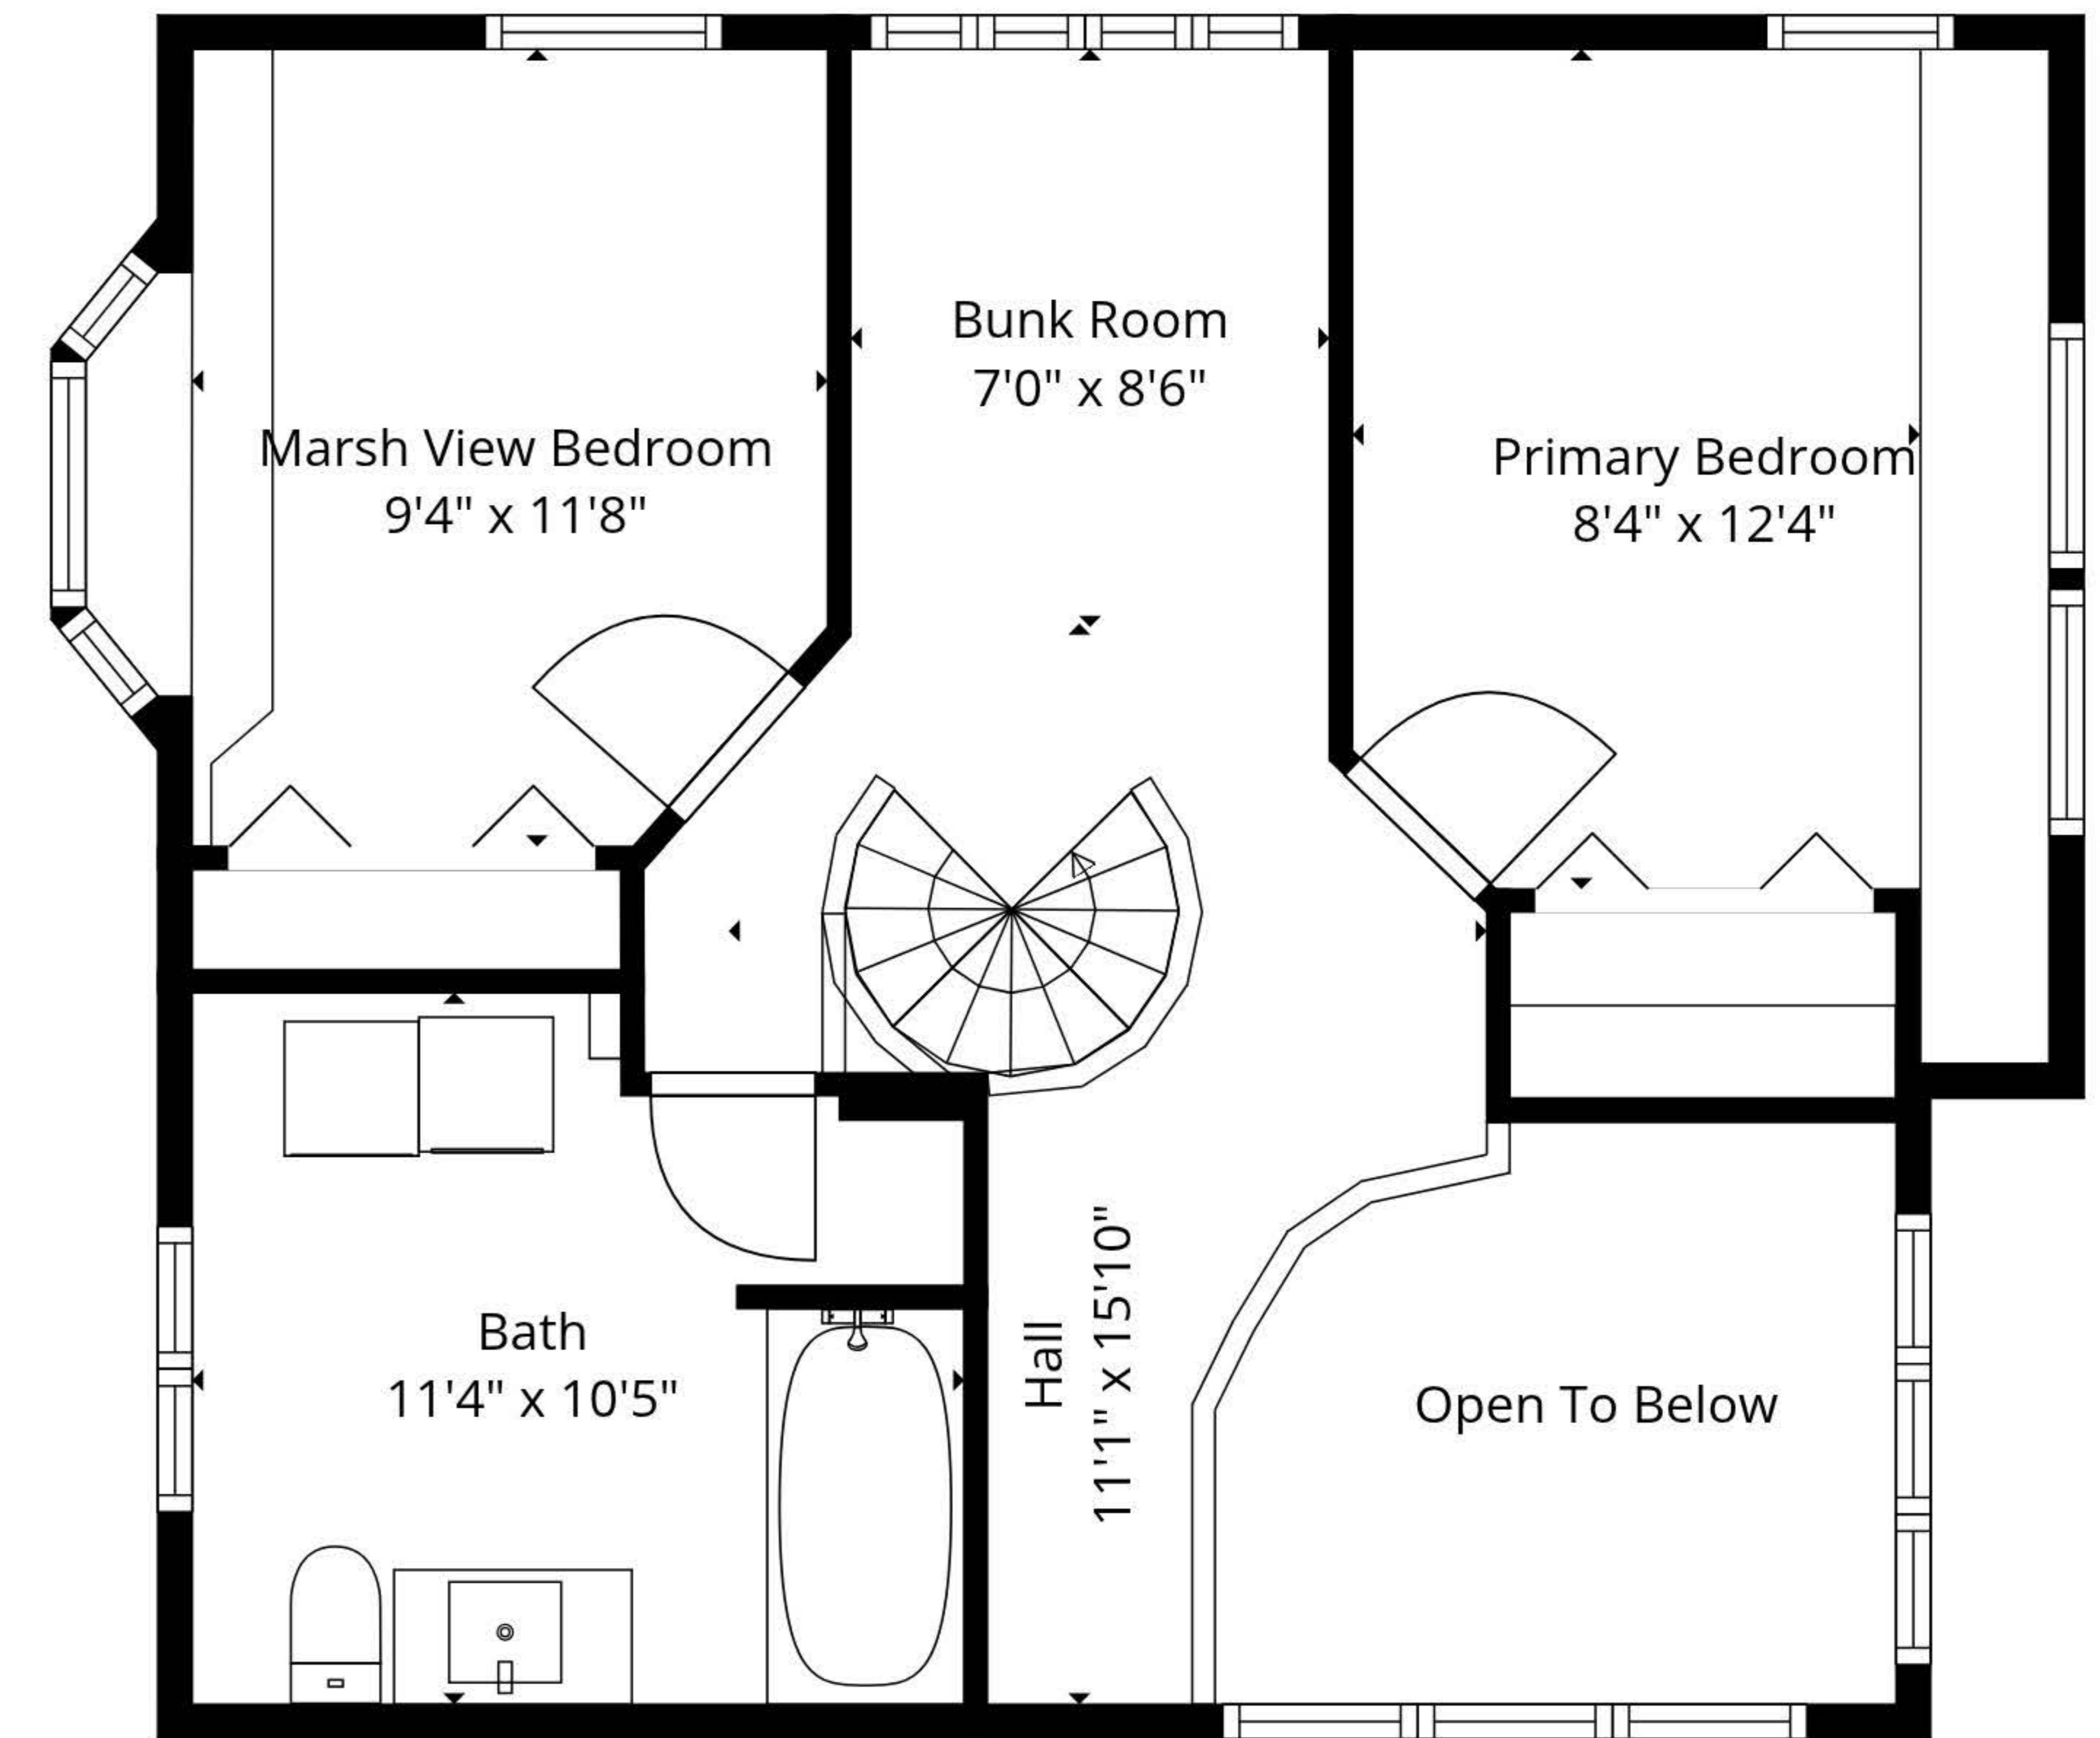 Bunk Room
7'0" x 8'6"
Marsh View Bedroom
9'4" x 11'8"
Primary Bedroom
8'4" x 12'4"
Bath
11'4" x 10'5"
Hall
11'1" x 15'10"
Open To Below